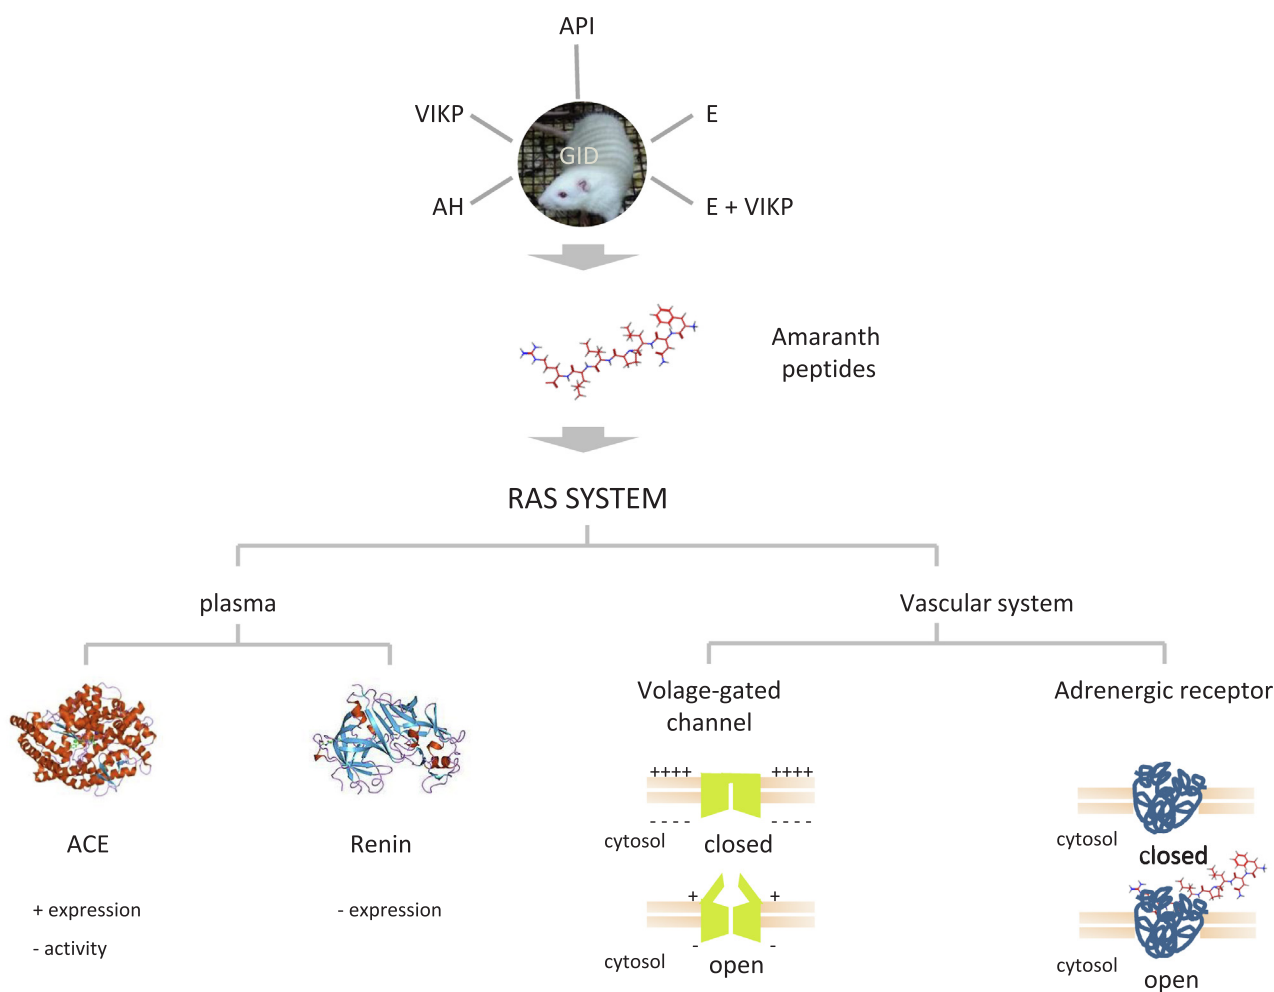 API
VIKP
E
GID
AH
E + VIKP
Amaranth
peptides
RAS SYSTEM
plasma
Vascular system
Volage-gated
channel
Adrenergic receptor
++++ ++++
- - - - - - - -
cytosol
closed
cytosol
closed
ACE
Renin
+ expression
- activity
- expression
+ +
- -
cytosol
open
cytosol
open